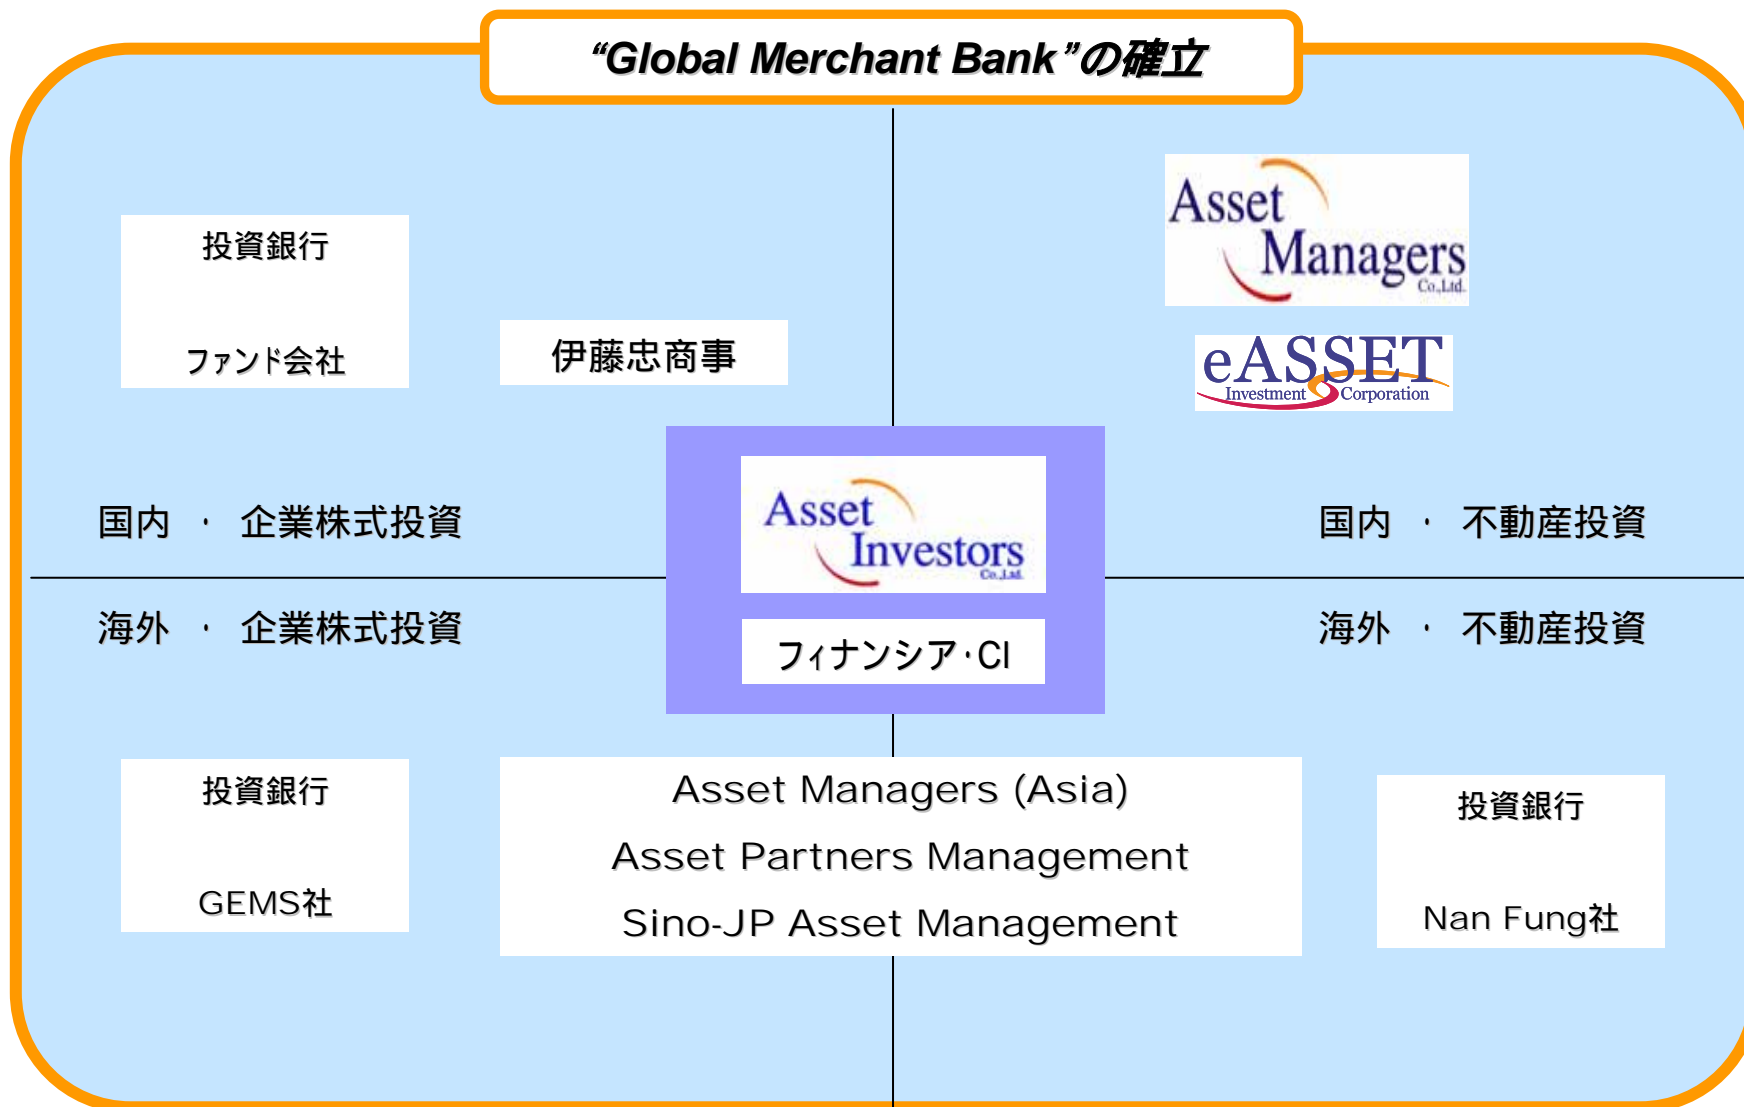 “Global Merchant Bank”の確立
投資銀行
ファンド会社
伊藤忠商事
Asset
Managers
Co.,Ltd.
eASSET
Investment Corporation
国内 ・ 企業株式投資
国内 ・ 不動産投資
Asset
Investors
Co.,Ltd.
フィナンシア・CI
海外 ・ 企業株式投資
海外 ・ 不動産投資
投資銀行
GEMS社
Asset Managers (Asia)
Asset Partners Management
Sino-JP Asset Management
投資銀行
Nan Fung社